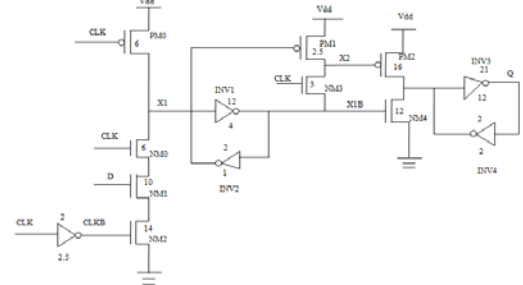 Vdd
CLK
PM0
6
Vdd
PM1
2.5
X2
Vdd
PM2
16
INV3
21
12
Q
X1
INV1
12
4
CLK
3
NM3
X1B
12
NM4
2
2
INV4
CLK
6
NM0
2
1
INV2
D
10
NM1
CLK
2
2.5
CLKB
14
NM2